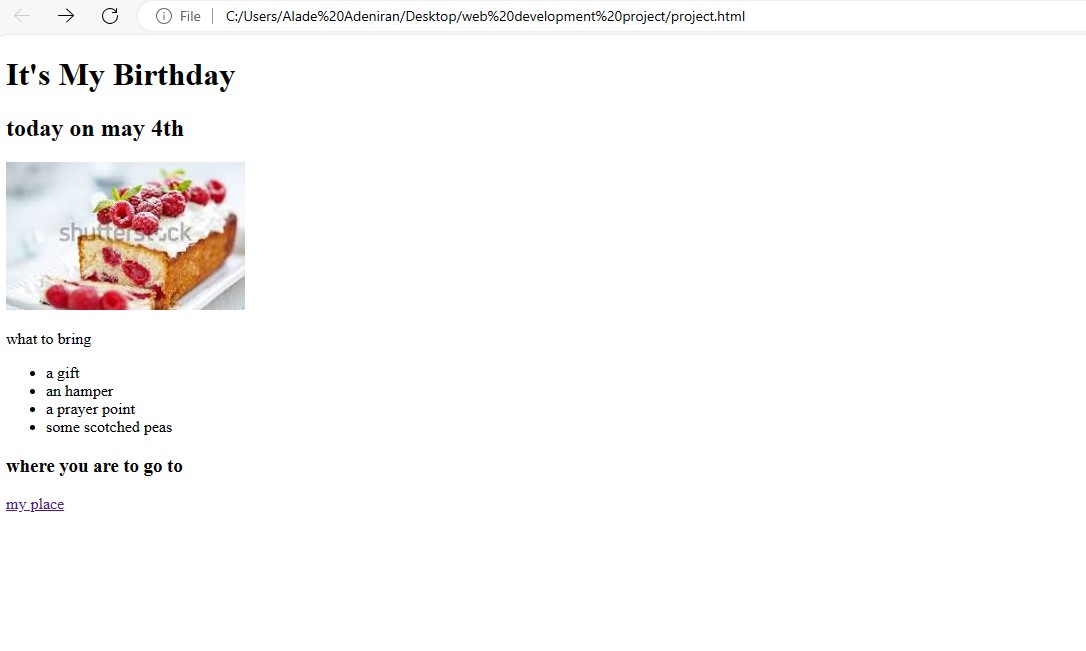 File
C:/Users/Alade%20Adeniran/Desktop/web%20development%20project/project.html
It's My Birthday
today on may 4th
shutterstock
what to bring
a gift
an hamper
a prayer point
some scotched peas
where you are to go to
my place